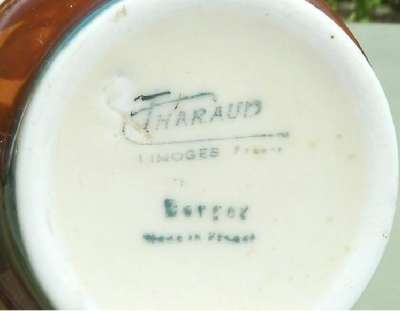 C. THARAUD
LIMOGES France
Berger
Made in France